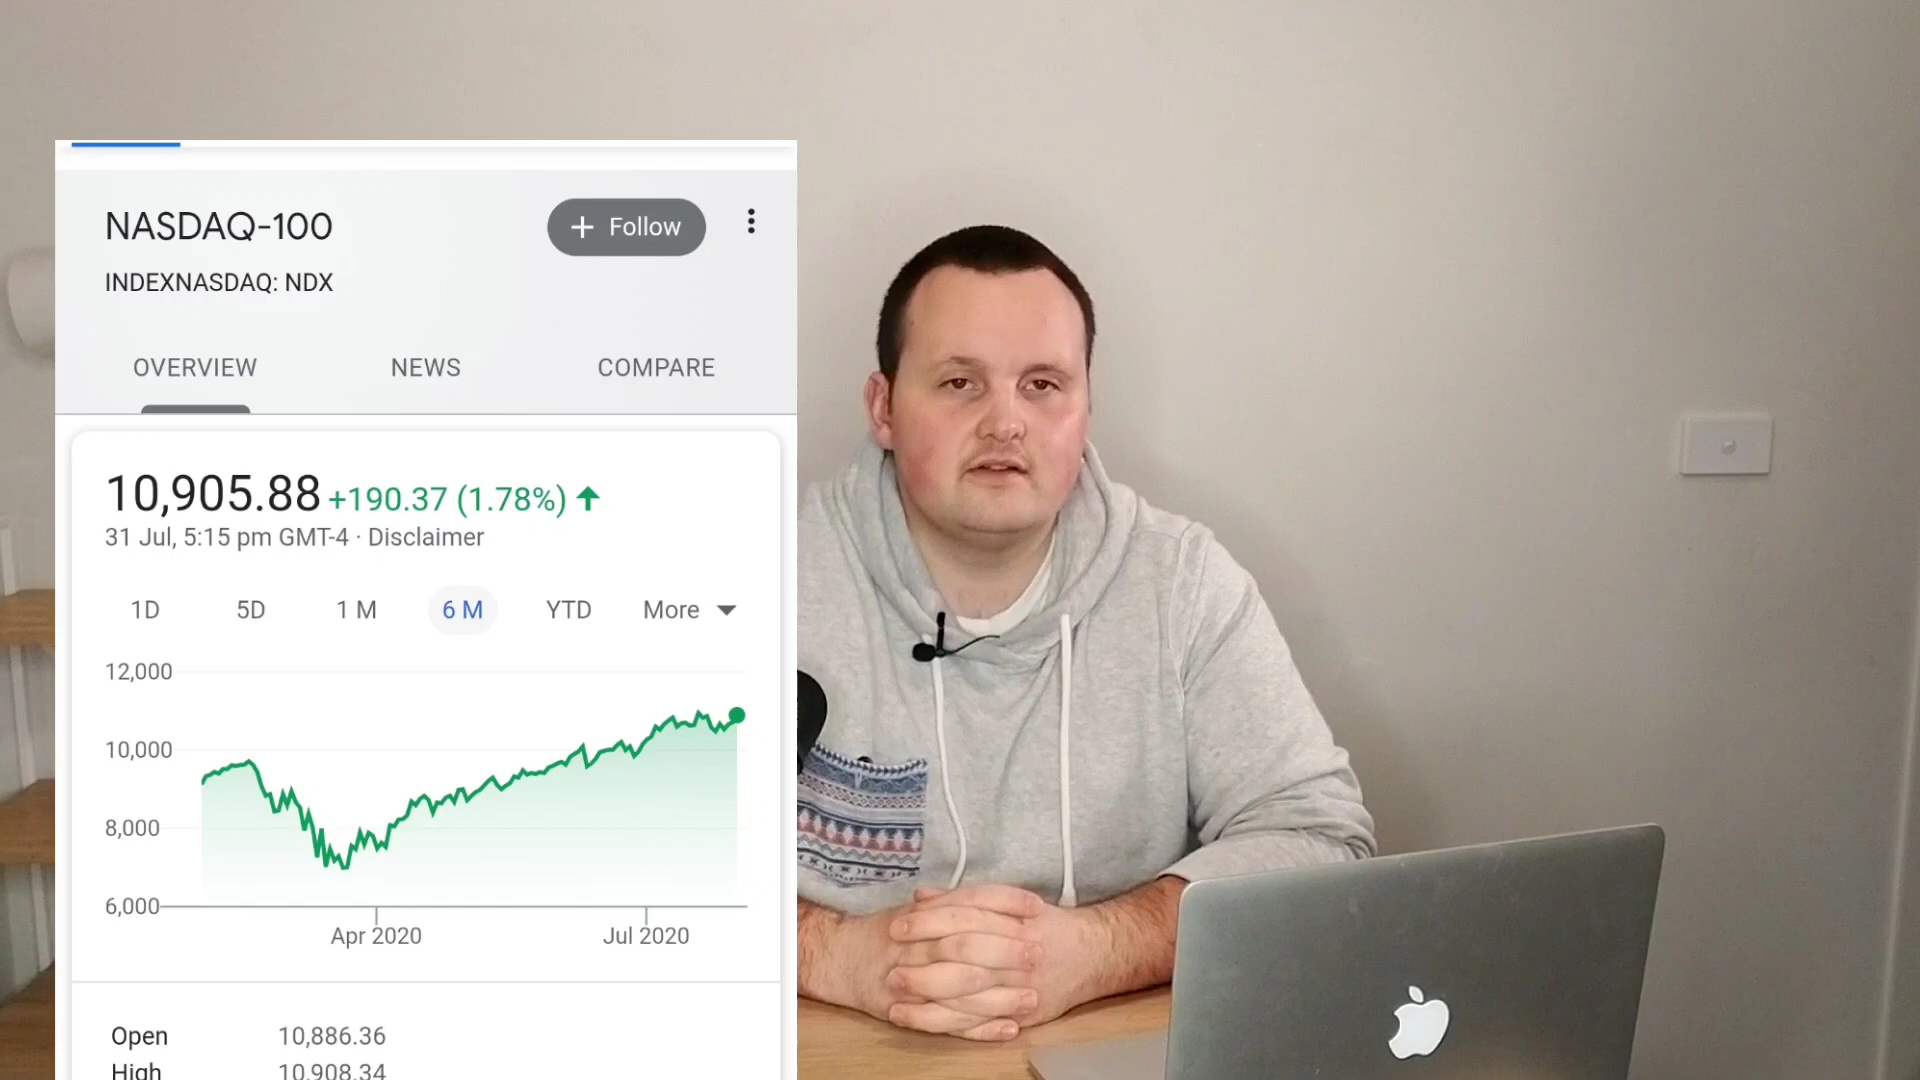 NASDAQ-100
+ Follow
INDEXNASDAQ: NDX
OVERVIEW NEWS COMPARE
10,905.88 +190.37 (1.78%)
31 Jul, 5:15 pm GMT-4 · Disclaimer
1D 5D 1 M 6 M YTD More
12,000
10,000
8,000
6,000
Apr 2020 Jul 2020
Open 10,886.36
High 10,908.34